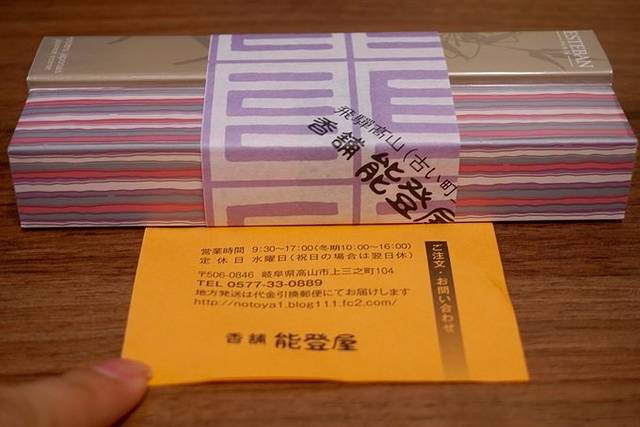 ESTEBAN
飛騨高山(古い町
香舗 能登屋
営業時間 9:30~17:00(冬期10:00~16:00)
定休日 水曜日(祝日の場合は翌日休)
〒506-0846 岐阜県高山市上三之町104
TEL 0577-33-0889
地方発送は代金引換郵便にてお届けします
http://notoya1.blog111.fc2.com/
香舗 能登屋
ご注文・お問い合わせ